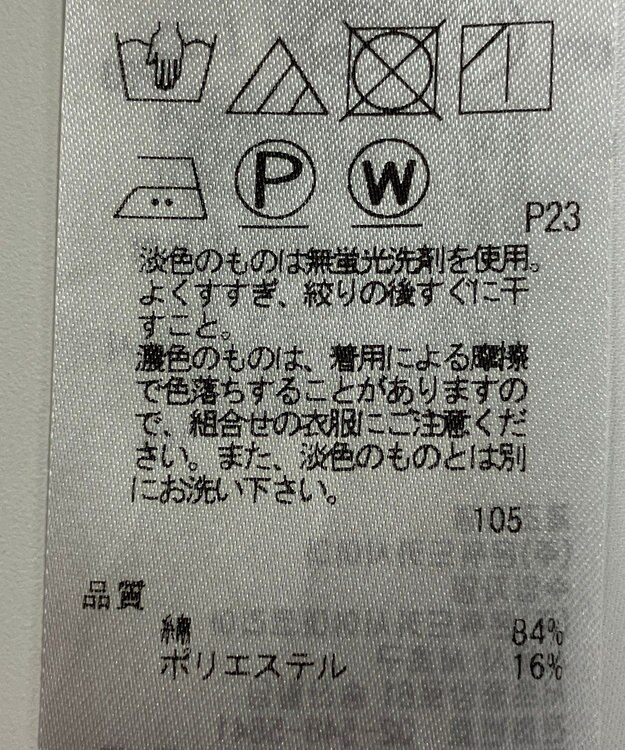 P
W
P23
淡色のものは無蛍光洗剤を使用。
よくすすぎ、絞りの後すぐに干
すこと。
濃色のものは、着用による摩擦
で色落ちすることがありますの
で、組合せの衣服にご注意くだ
さい。また、淡色のものとは別
にお洗い下さい。
105
品質
綿 84%
ポリエステル 16%